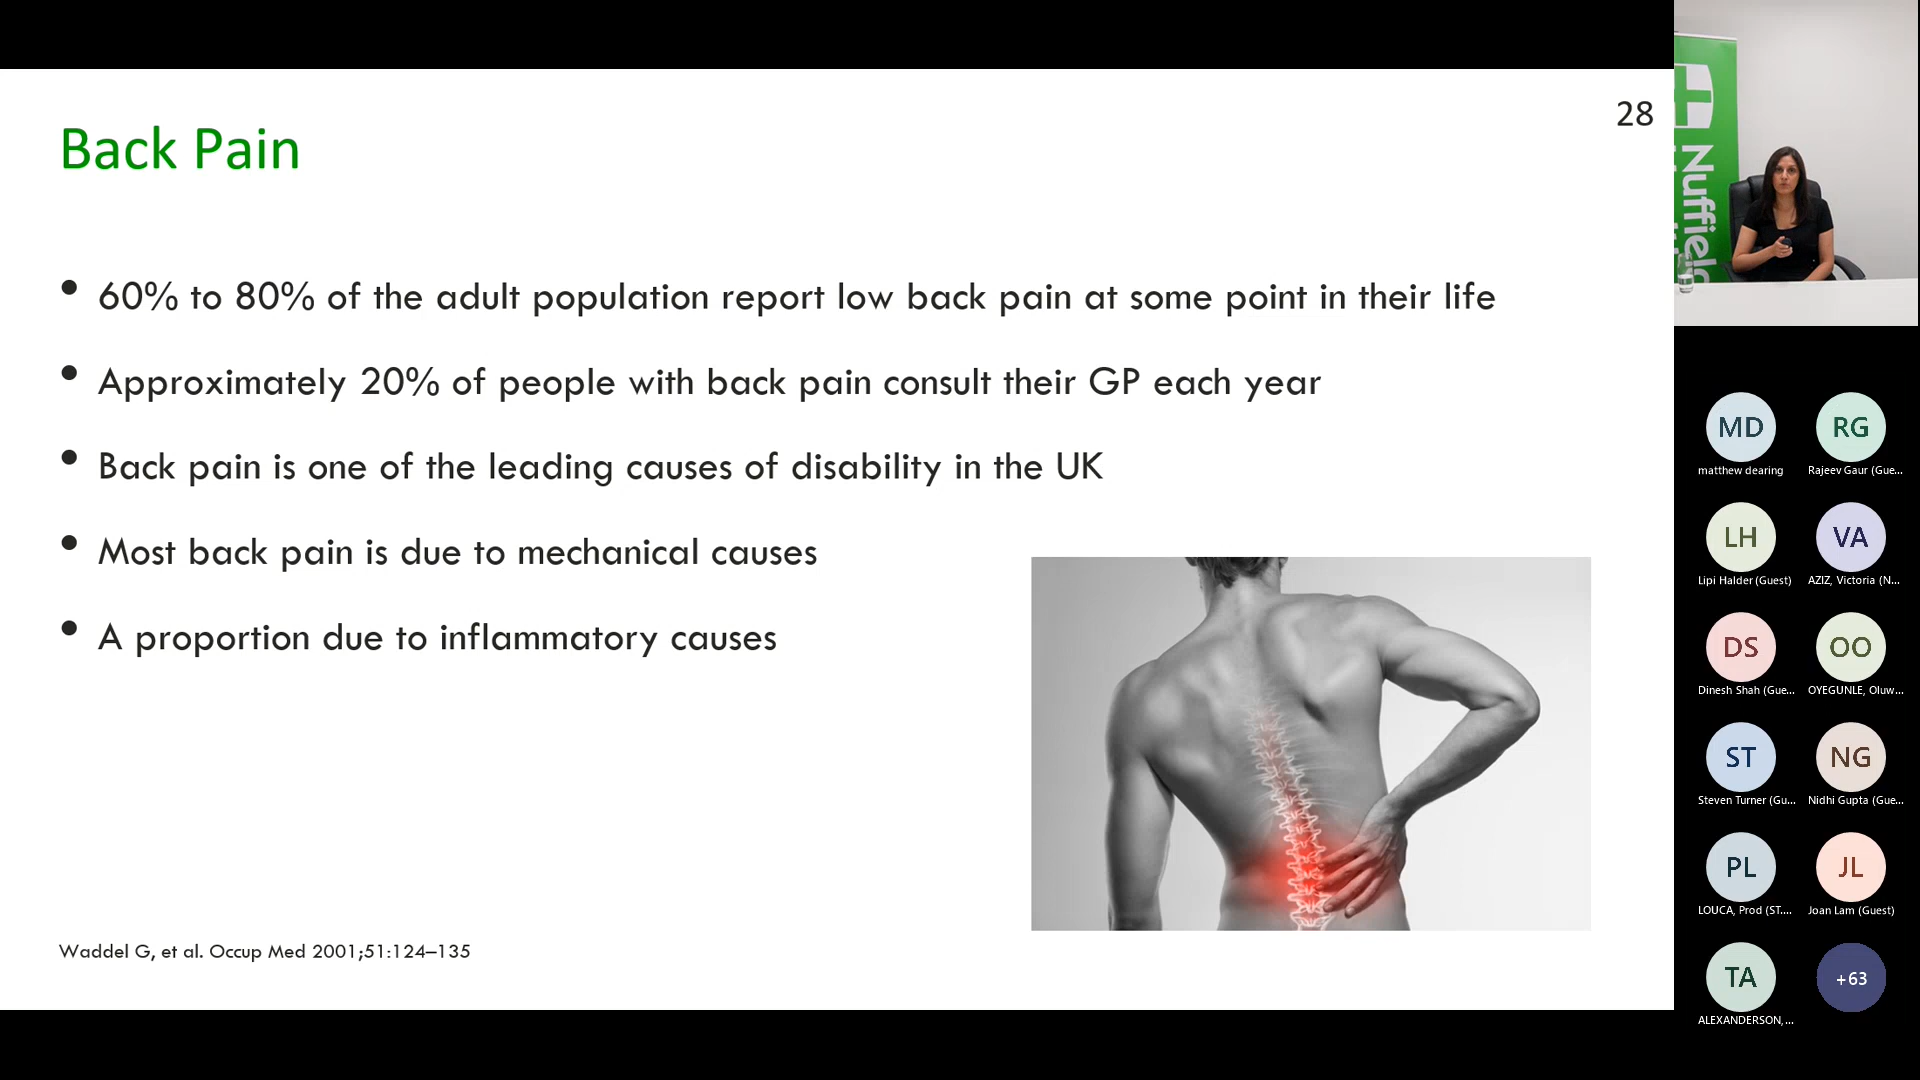 Back Pain
28
• 60% to 80% of the adult population report low back pain at some point in their life
• Approximately 20% of people with back pain consult their GP each year
• Back pain is one of the leading causes of disability in the UK
• Most back pain is due to mechanical causes
• A proportion due to inflammatory causes
Waddel G, et al. Occup Med 2001;51:124–135
Nuffield
MD
RG
matthew dearing
Rajeev Gaur (Gue...
LH
VA
Lipi Halder (Guest)
AZIZ, Victoria (N...
DS
OO
Dinesh Shah (Gue...
OYEGUNLE, Oluw...
ST
NG
Steven Turner (Gu...
Nidhi Gupta (Gue...
PL
JL
LOUCA, Prod (ST....
Joan Lam (Guest)
TA
+63
ALEXANDERSON,...